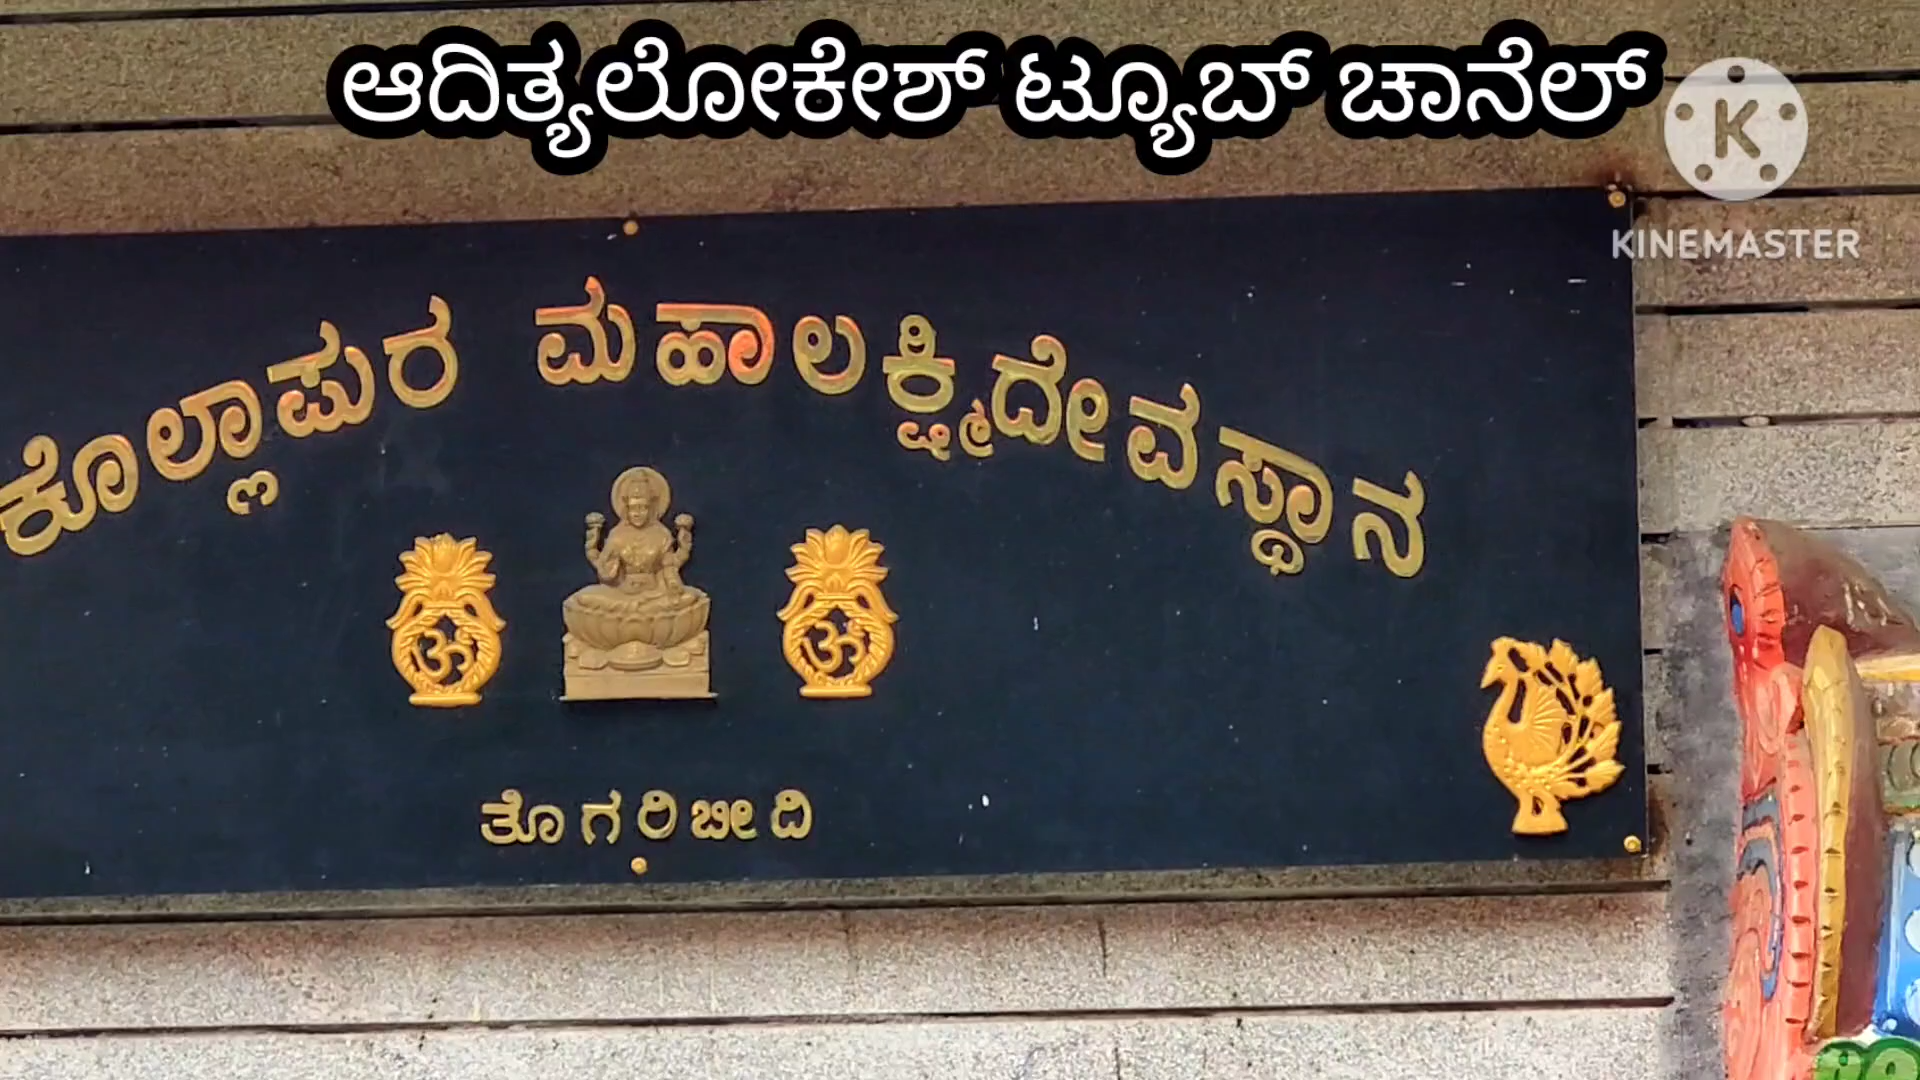 ಆದಿತ್ಯಲೋಕೇಶ್ ಟ್ಯೂಬ್ ಚಾನೆಲ್
K
KINEMASTER
ಕೊಲ್ಲಾಪುರ ಮಹಾಲಕ್ಷ್ಮಿದೇವಸ್ಥಾನ
ॐ ॐ
ತೊಗರಿಬೀದಿ